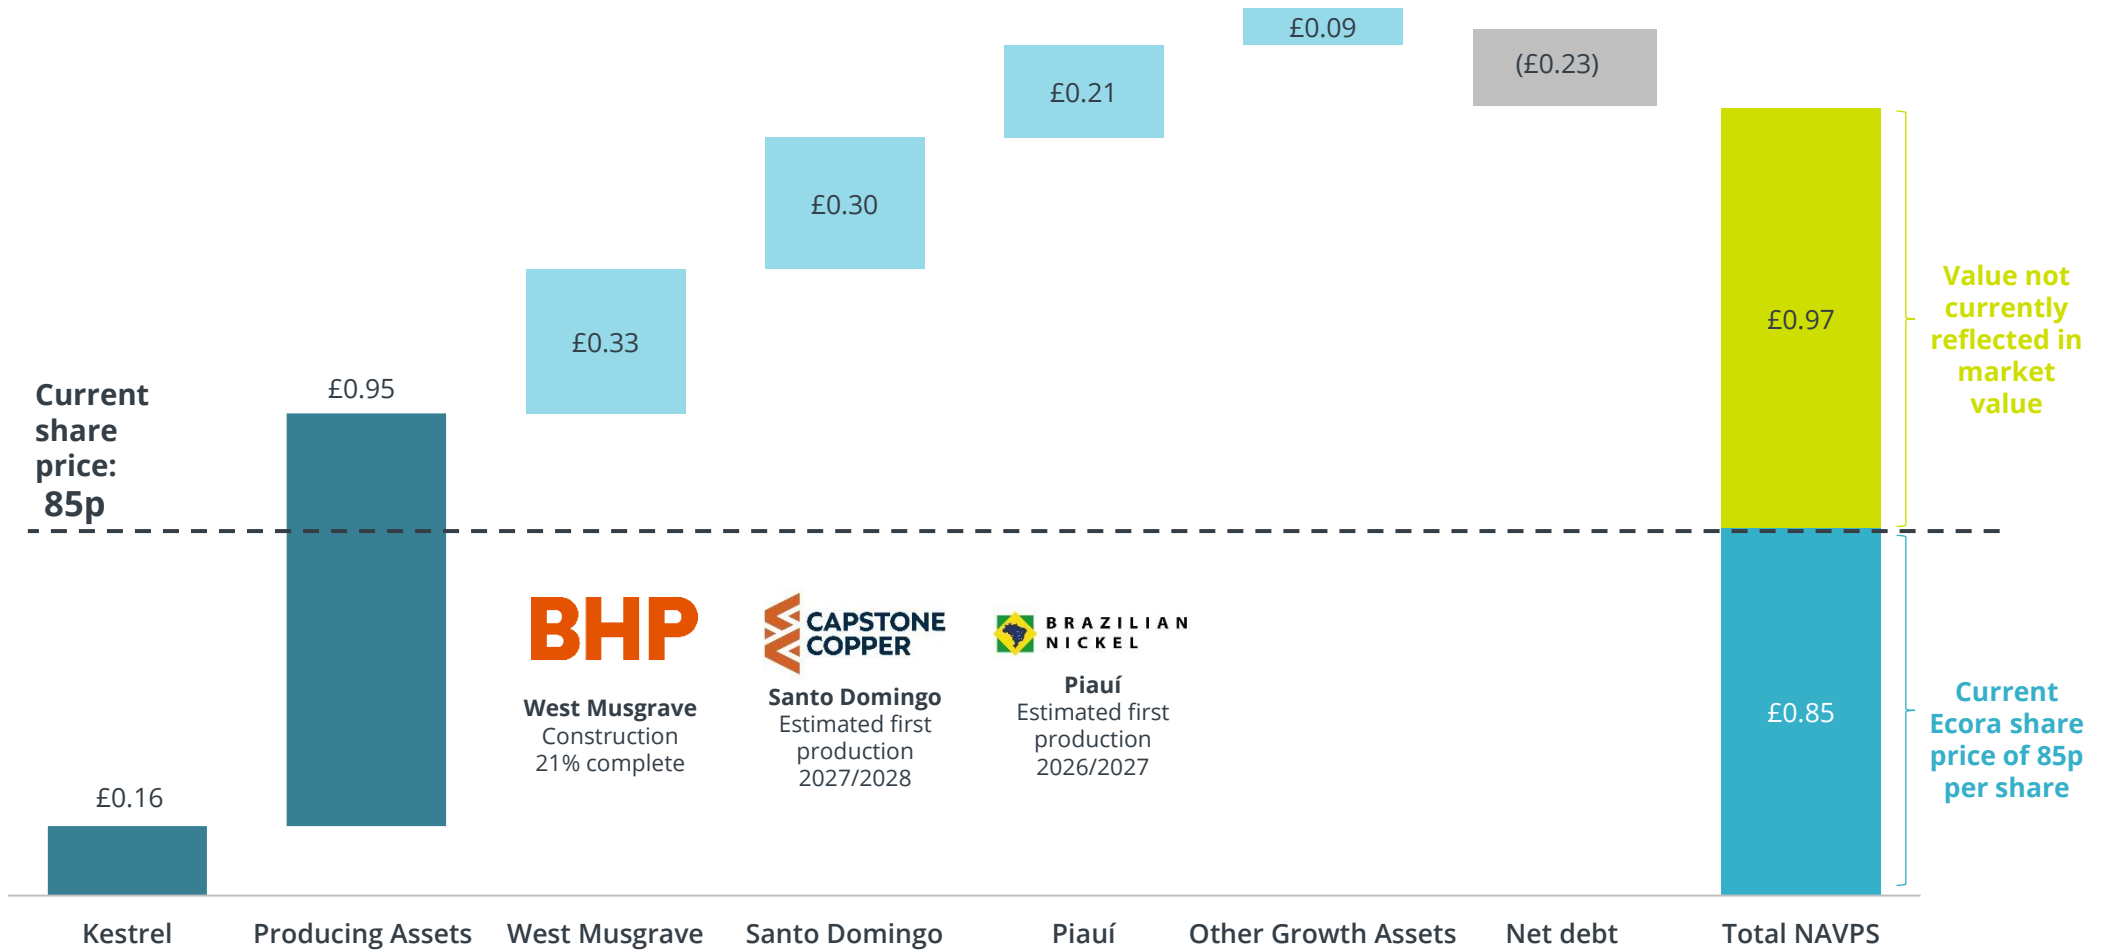 £0.09
(£0.23)
£0.21
£0.30
£0.33
£0.95
£0.16
Current
share
price:
85p
£0.97
£0.85
Value not
currently
reflected in
market
value
Current
Ecora share
price of 85p
per share
BHP
West Musgrave
Construction
21% complete
CAPSTONE
COPPER
Santo Domingo
Estimated first
production
2027/2028
BRAZILIAN
NICKEL
Piauí
Estimated first
production
2026/2027
Kestrel
Producing Assets
West Musgrave
Santo Domingo
Piauí
Other Growth Assets
Net debt
Total NAVPS